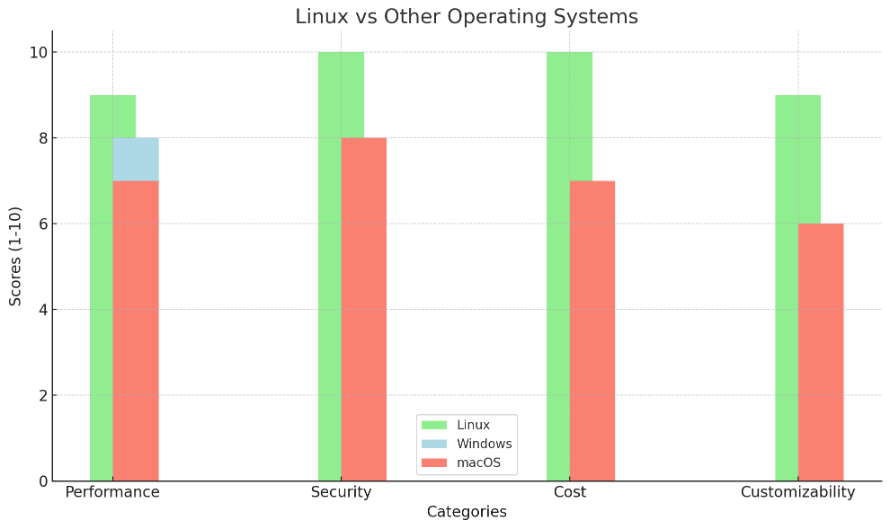 Linux vs Other Operating Systems
10
8
6
4
2
0
Scores (1-10)
Linux
Windows
macOS
Performance
Security
Cost
Customizability
Categories